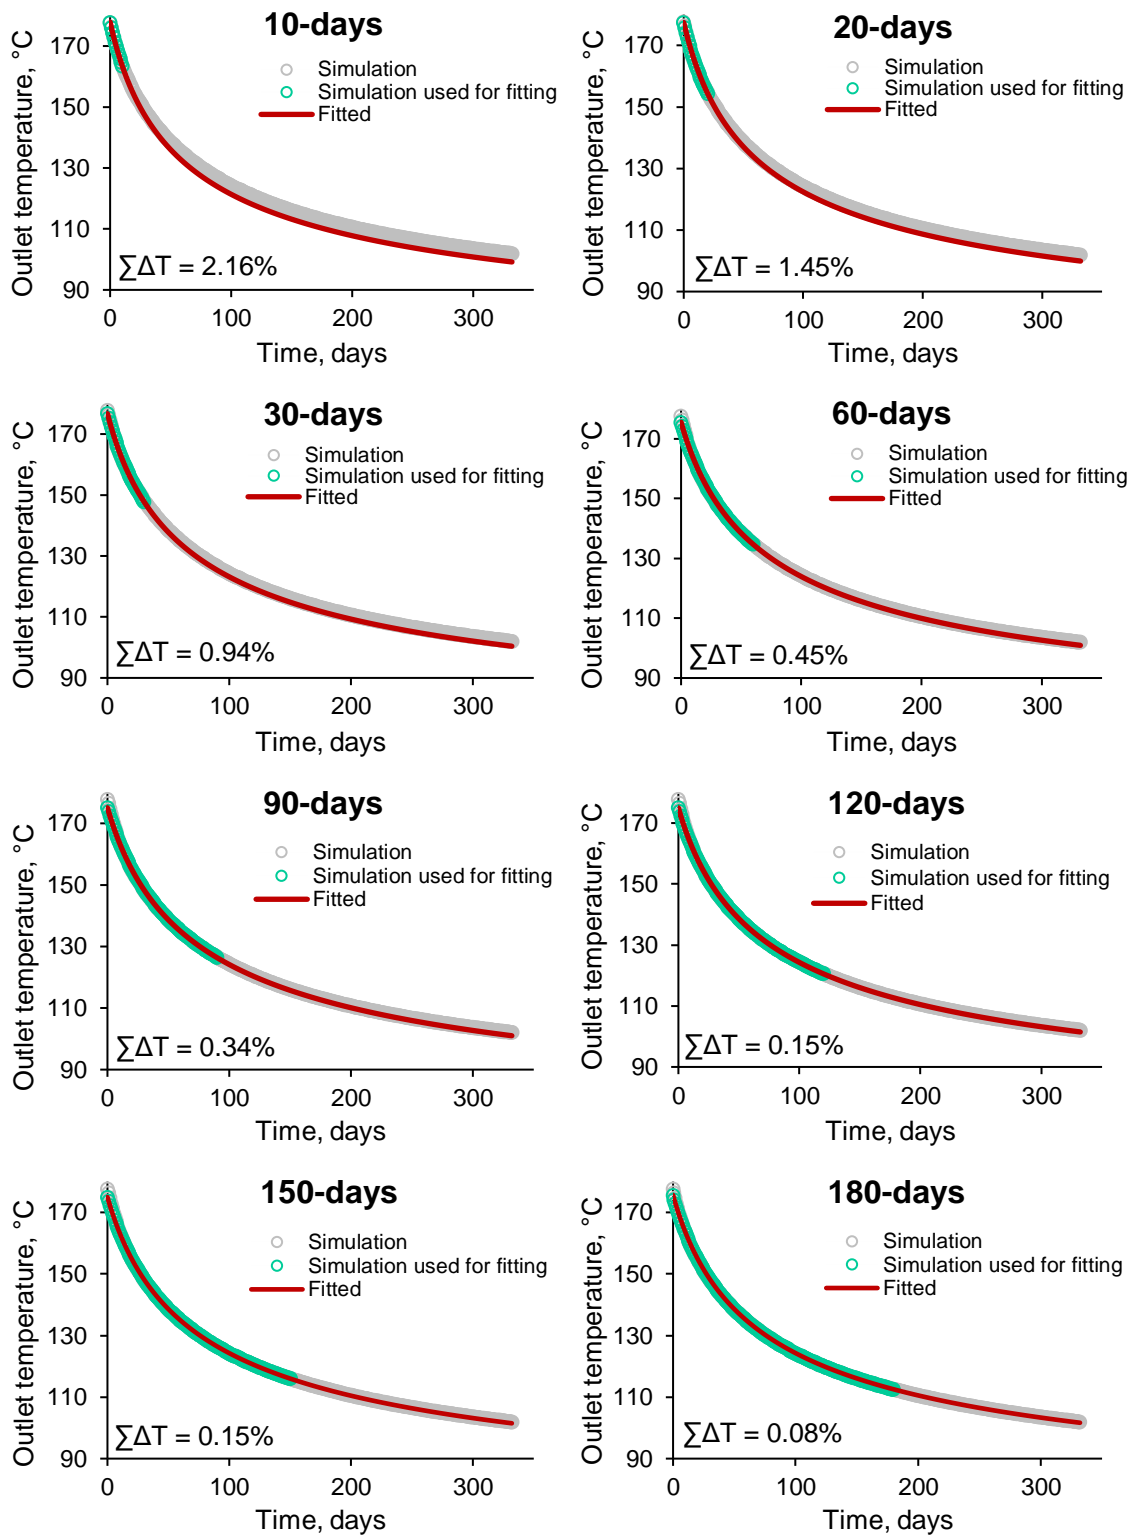 10-days
Outlet temperature, °C
170
150
130
110
90
Simulation
Simulation used for fitting
Fitted
∑ΔT = 2.16%
0 100 200 300
Time, days
20-days
Outlet temperature, °C
170
150
130
110
90
Simulation
Simulation used for fitting
Fitted
∑ΔT = 1.45%
0 100 200 300
Time, days
30-days
Outlet temperature, °C
170
150
130
110
90
Simulation
Simulation used for fitting
Fitted
∑ΔT = 0.94%
0 100 200 300
Time, days
60-days
Outlet temperature, °C
170
150
130
110
90
Simulation
Simulation used for fitting
Fitted
∑ΔT = 0.45%
0 100 200 300
Time, days
90-days
Outlet temperature, °C
170
150
130
110
90
Simulation
Simulation used for fitting
Fitted
∑ΔT = 0.34%
0 100 200 300
Time, days
120-days
Outlet temperature, °C
170
150
130
110
90
Simulation
Simulation used for fitting
Fitted
∑ΔT = 0.15%
0 100 200 300
Time, days
150-days
Outlet temperature, °C
170
150
130
110
90
Simulation
Simulation used for fitting
Fitted
∑ΔT = 0.15%
0 100 200 300
Time, days
180-days
Outlet temperature, °C
170
150
130
110
90
Simulation
Simulation used for fitting
Fitted
∑ΔT = 0.08%
0 100 200 300
Time, days